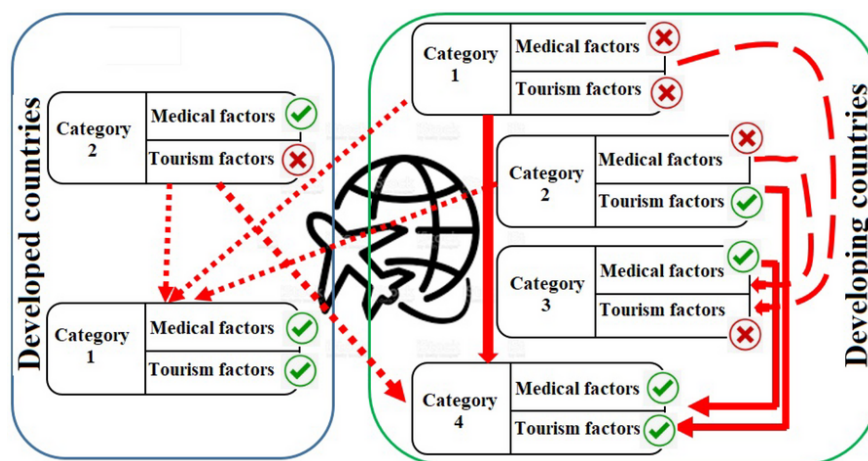 Developed countries
Category
2
Medical factors
Tourism factors
Category
1
Medical factors
Tourism factors
Category
1
Medical factors
Tourism factors
Category
2
Medical factors
Tourism factors
Category
3
Medical factors
Tourism factors
Category
4
Medical factors
Tourism factors
Developing countries